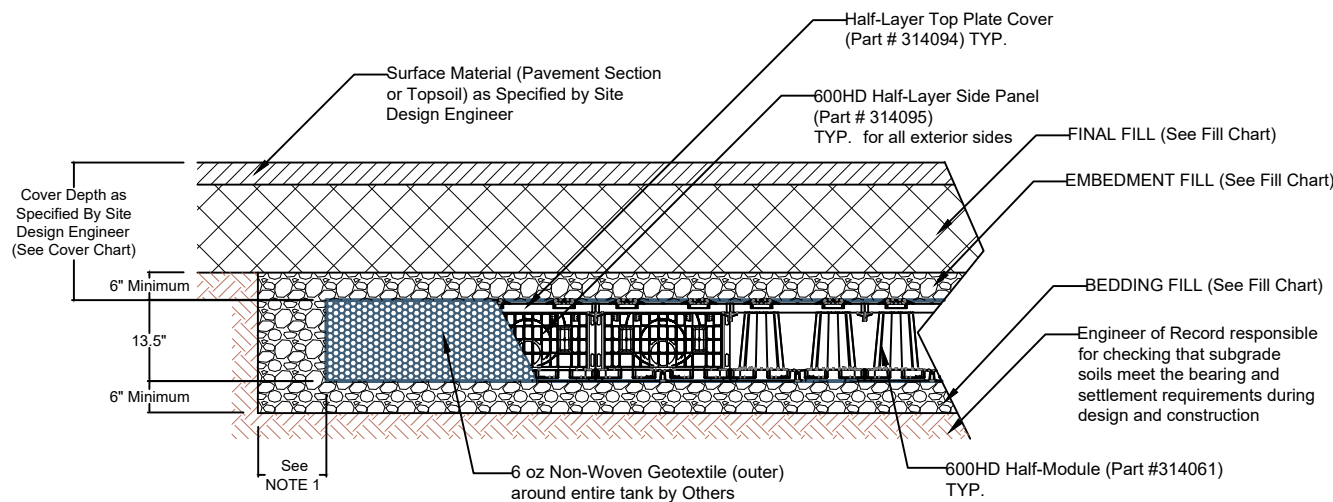 Half-Layer Top Plate Cover
(Part # 314094) TYP.
Surface Material (Pavement Section
or Topsoil) as Specified by Site
Design Engineer
600HD Half-Layer Side Panel
(Part # 314095)
TYP. for all exterior sides
FINAL FILL (See Fill Chart)
Cover Depth as
Specified By Site
Design Engineer
(See Cover Chart)
EMBEDMENT FILL (See Fill Chart)
6" Minimum
BEDDING FILL (See Fill Chart)
13.5"
Engineer of Record responsible
for checking that subgrade
soils meet the bearing and
settlement requirements during
design and construction
6" Minimum
See
NOTE 1
6 oz Non-Woven Geotextile (outer)
around entire tank by Others
600HD Half-Module (Part #314061)
TYP.